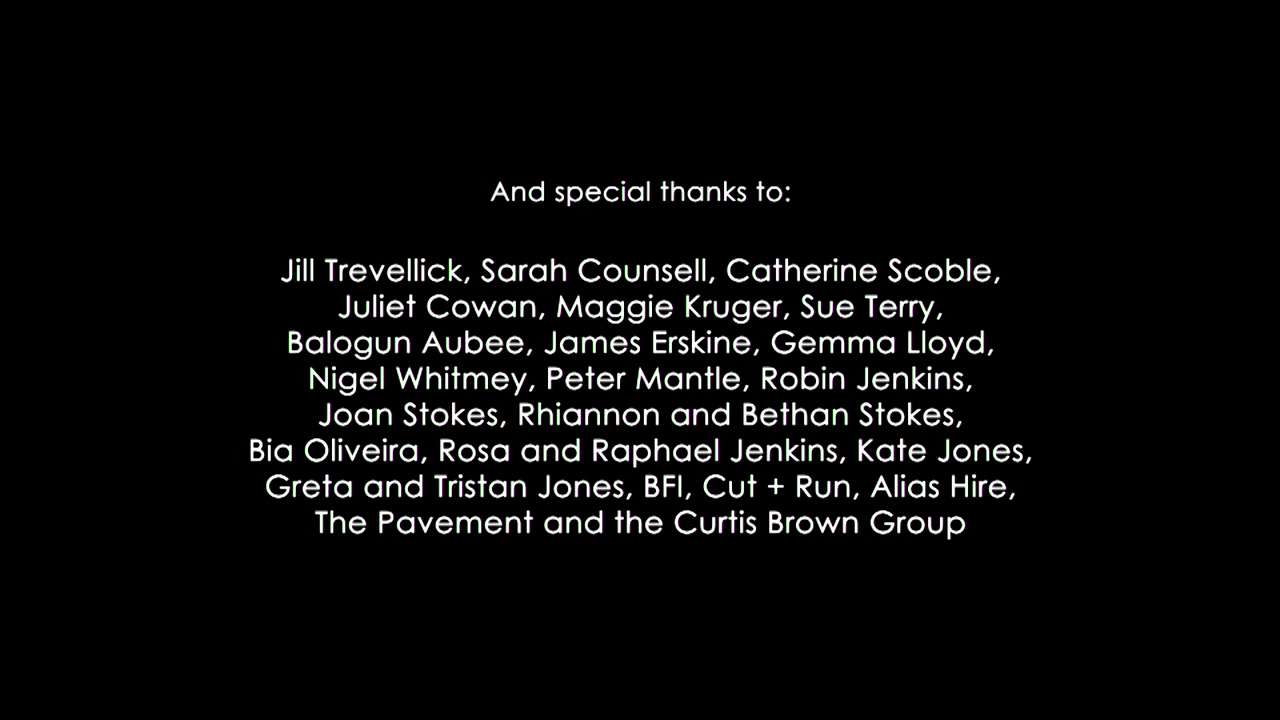 And special thanks to:
Jill Trevellick, Sarah Counsell, Catherine Scoble,
Juliet Cowan, Maggie Kruger, Sue Terry,
Balogun Aubee, James Erskine, Gemma Lloyd,
Nigel Whitmey, Peter Mantle, Robin Jenkins,
Joan Stokes, Rhiannon and Bethan Stokes,
Bia Oliveira, Rosa and Raphael Jenkins, Kate Jones,
Greta and Tristan Jones, BFI, Cut + Run, Alias Hire,
The Pavement and the Curtis Brown Group